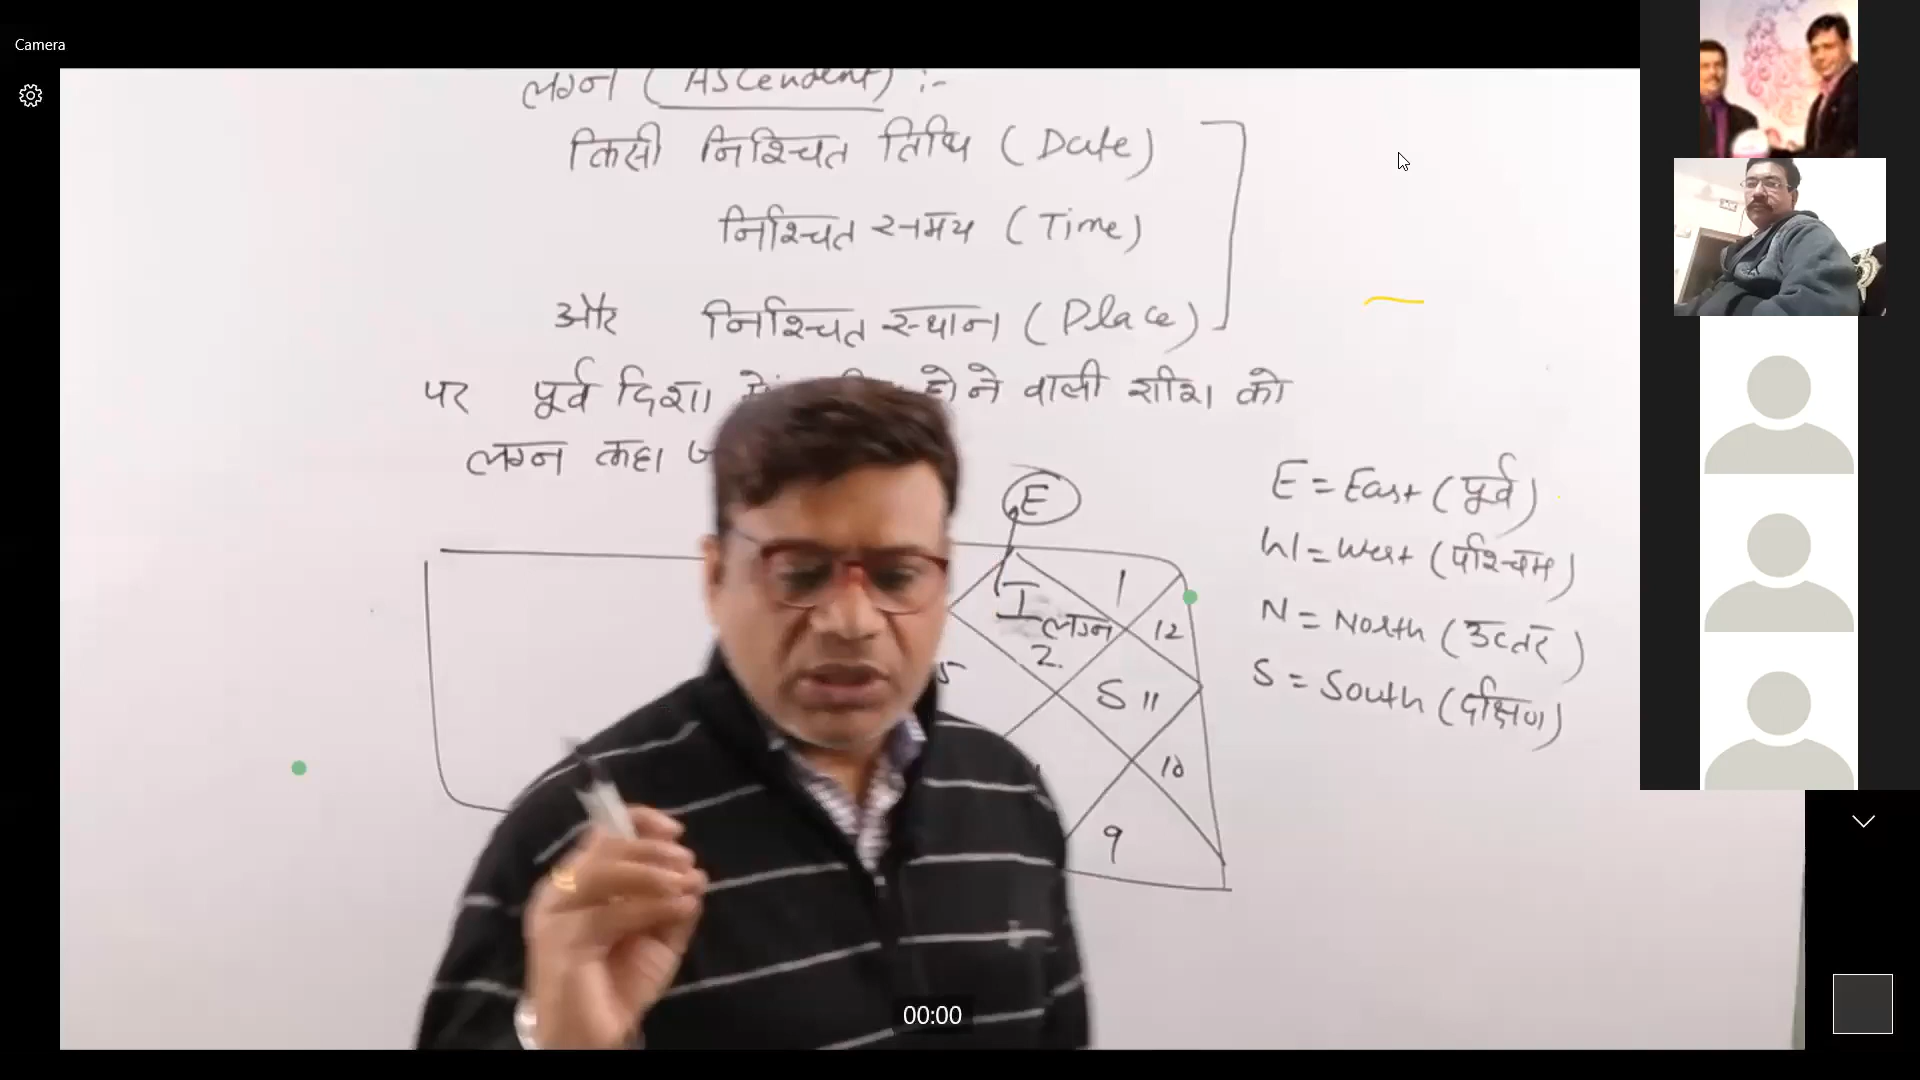 Camera
लग्न (Ascendent) :-
किसी निश्चित तिथि (Date)
निश्चित समय (Time)
और निश्चित स्थान (Place)
पर पूर्व दिशा में होने वाली राशि को
लग्न कहा
E
E = East (पूर्व)
W = West (पश्चिम)
N = North (उत्तर)
S = South (दक्षिण)
I
लग्न
2.
1
12
5
S 11
10
9
00:00